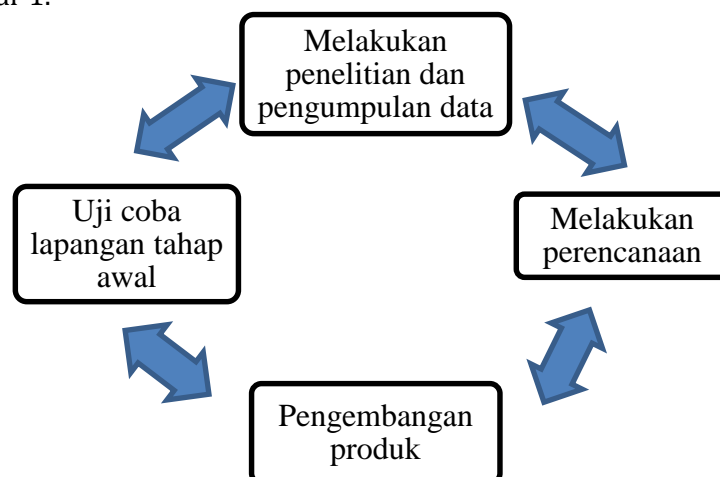 Melakukan
penelitian dan
pengumpulan data
Melakukan
perencanaan
Pengembangan
produk
Uji coba
lapangan tahap
awal